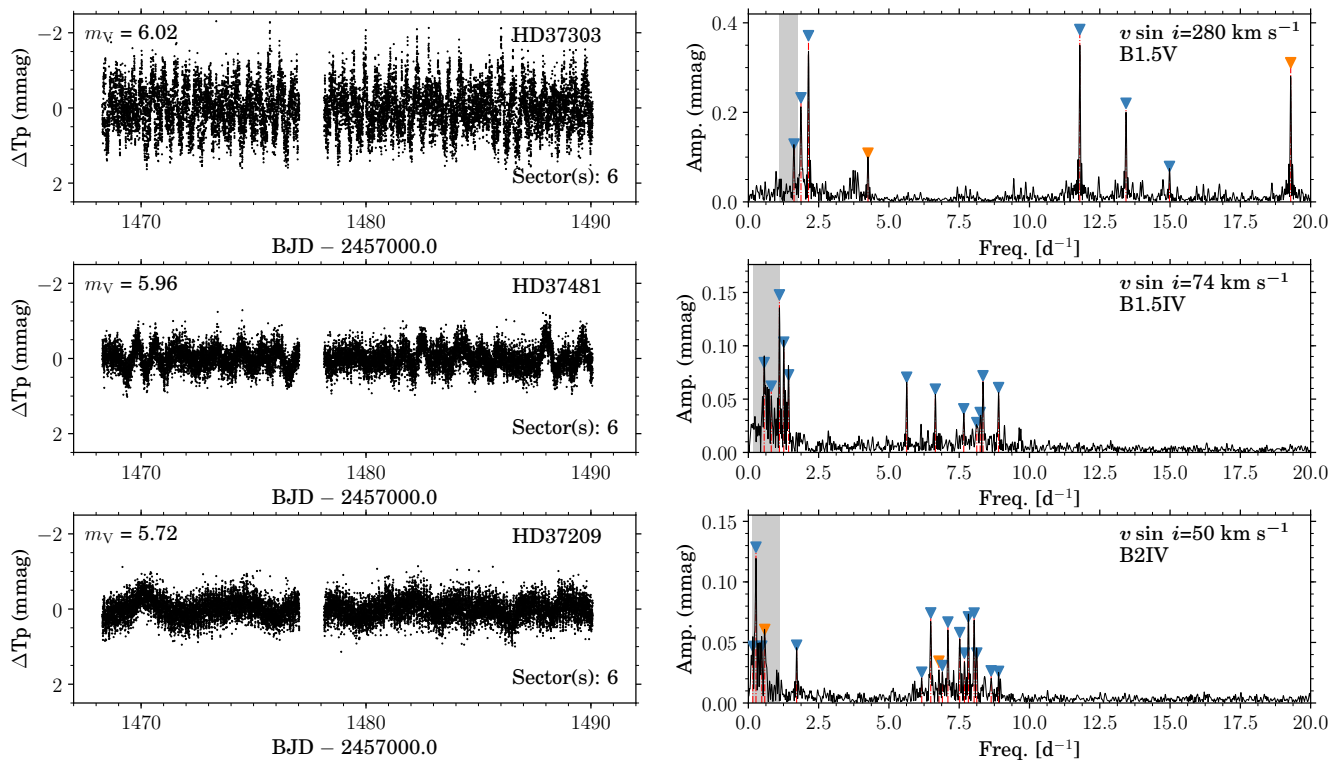 m_V = 6.02
HD37303
Sector(s): 6
ΔTp (mmag)
−2
0
2
1470
1480
1490
BJD − 2457000.0
v sin i=280 km s⁻¹
B1.5V
Amp. (mmag)
0.4
0.2
0.0
0.0
2.5
5.0
7.5
10.0
12.5
15.0
17.5
20.0
Freq. [d⁻¹]
m_V = 5.96
HD37481
Sector(s): 6
ΔTp (mmag)
−2
0
2
1470
1480
1490
BJD − 2457000.0
v sin i=74 km s⁻¹
B1.5IV
Amp. (mmag)
0.15
0.10
0.05
0.00
0.0
2.5
5.0
7.5
10.0
12.5
15.0
17.5
20.0
Freq. [d⁻¹]
m_V = 5.72
HD37209
Sector(s): 6
ΔTp (mmag)
−2
0
2
1470
1480
1490
BJD − 2457000.0
v sin i=50 km s⁻¹
B2IV
Amp. (mmag)
0.15
0.10
0.05
0.00
0.0
2.5
5.0
7.5
10.0
12.5
15.0
17.5
20.0
Freq. [d⁻¹]